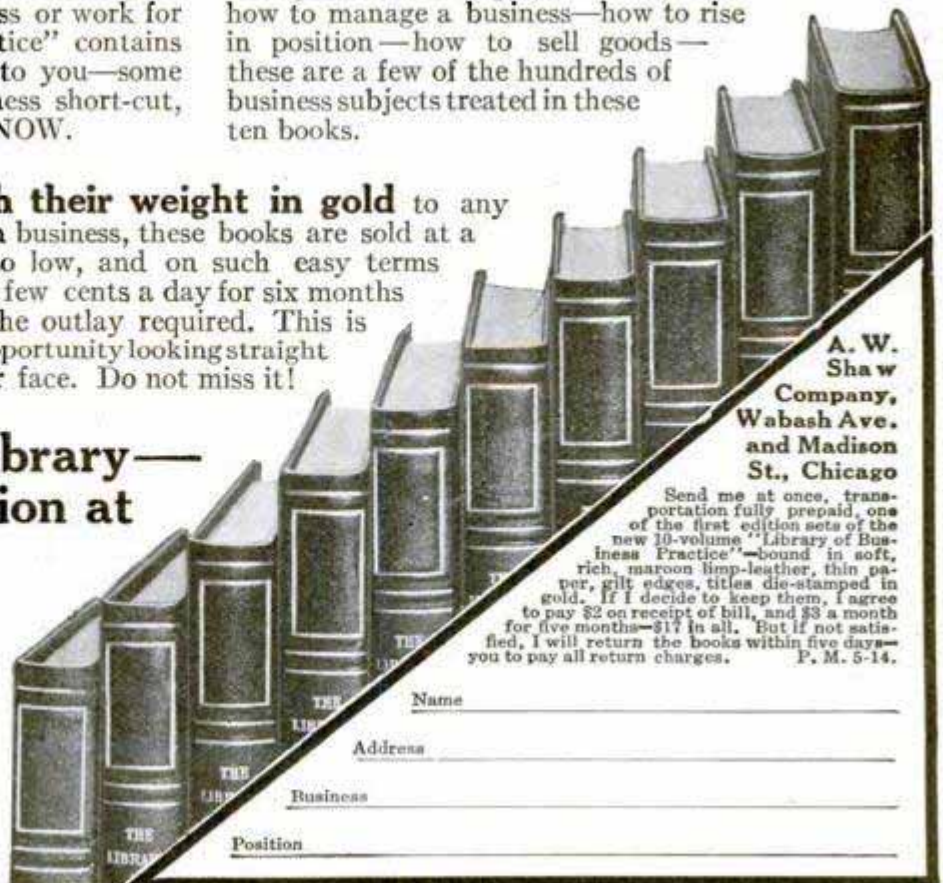 ss or work for
tice" contains
to you—some
ness short-cut,
NOW.
how to manage a business—how to rise
in position—how to sell goods—
these are a few of the hundreds of
business subjects treated in these
ten books.
h their weight in gold to any
business, these books are sold at a
o low, and on such easy terms
few cents a day for six months
he outlay required. This is
portunity looking straight
r face. Do not miss it!
brary—
ion at
A. W.
Shaw
Company,
Wabash Ave.
and Madison
St., Chicago
Send me at once, trans-
portation fully prepaid, one
of the first edition sets of the
new 10-volume "Library of Bus-
iness Practice"—bound in soft,
rich, maroon limp-leather, thin pa-
per, gilt edges, titles die-stamped in
gold. If I decide to keep them, I agree
to pay $2 on receipt of bill, and $3 a month
for five months—$17 in all. But if not satis-
fied, I will return the books within five days—
you to pay all return charges. P. M. 5-14.
Name
Address
Business
Position
THE
LIBRA
THE
LIBR
THE
LIB
THE